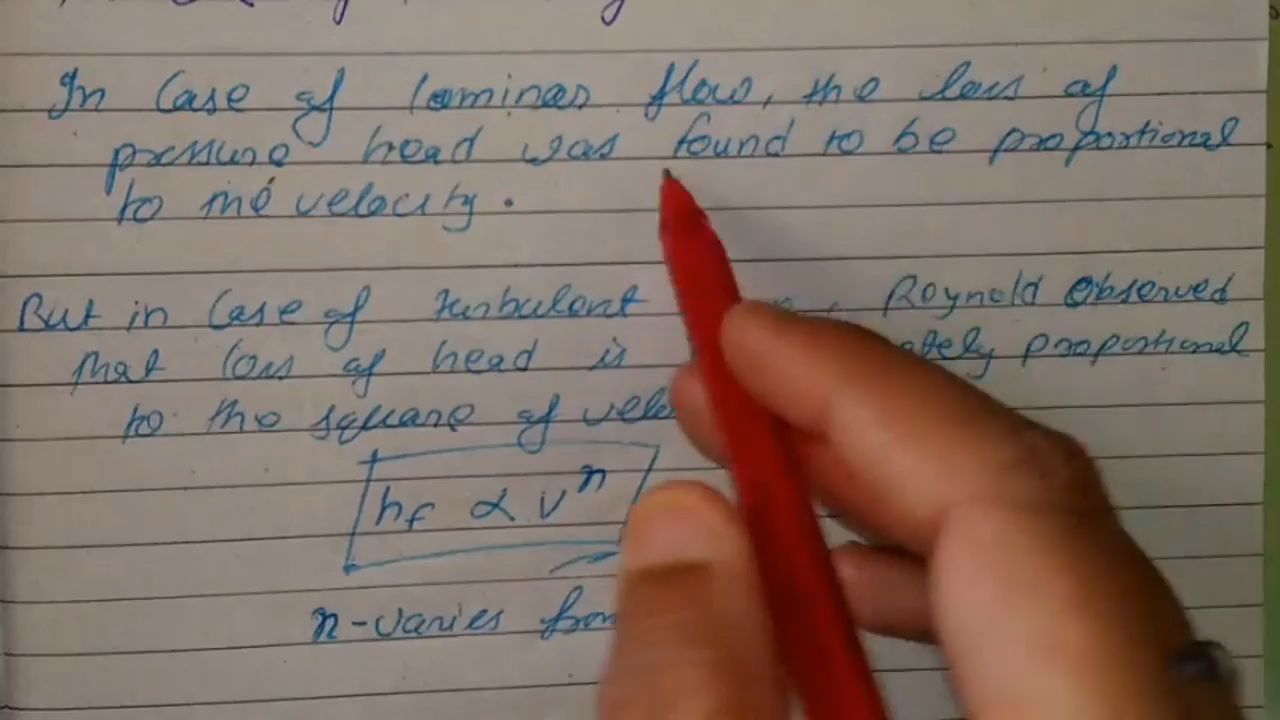 In Case of laminar flow, the loss of
pressure head was found to be proportional
to the velocity.
But in Case of turbulent Reynold Observed
that loss of head is proportional
to the square of
hf ∝ v^n
n-varies from